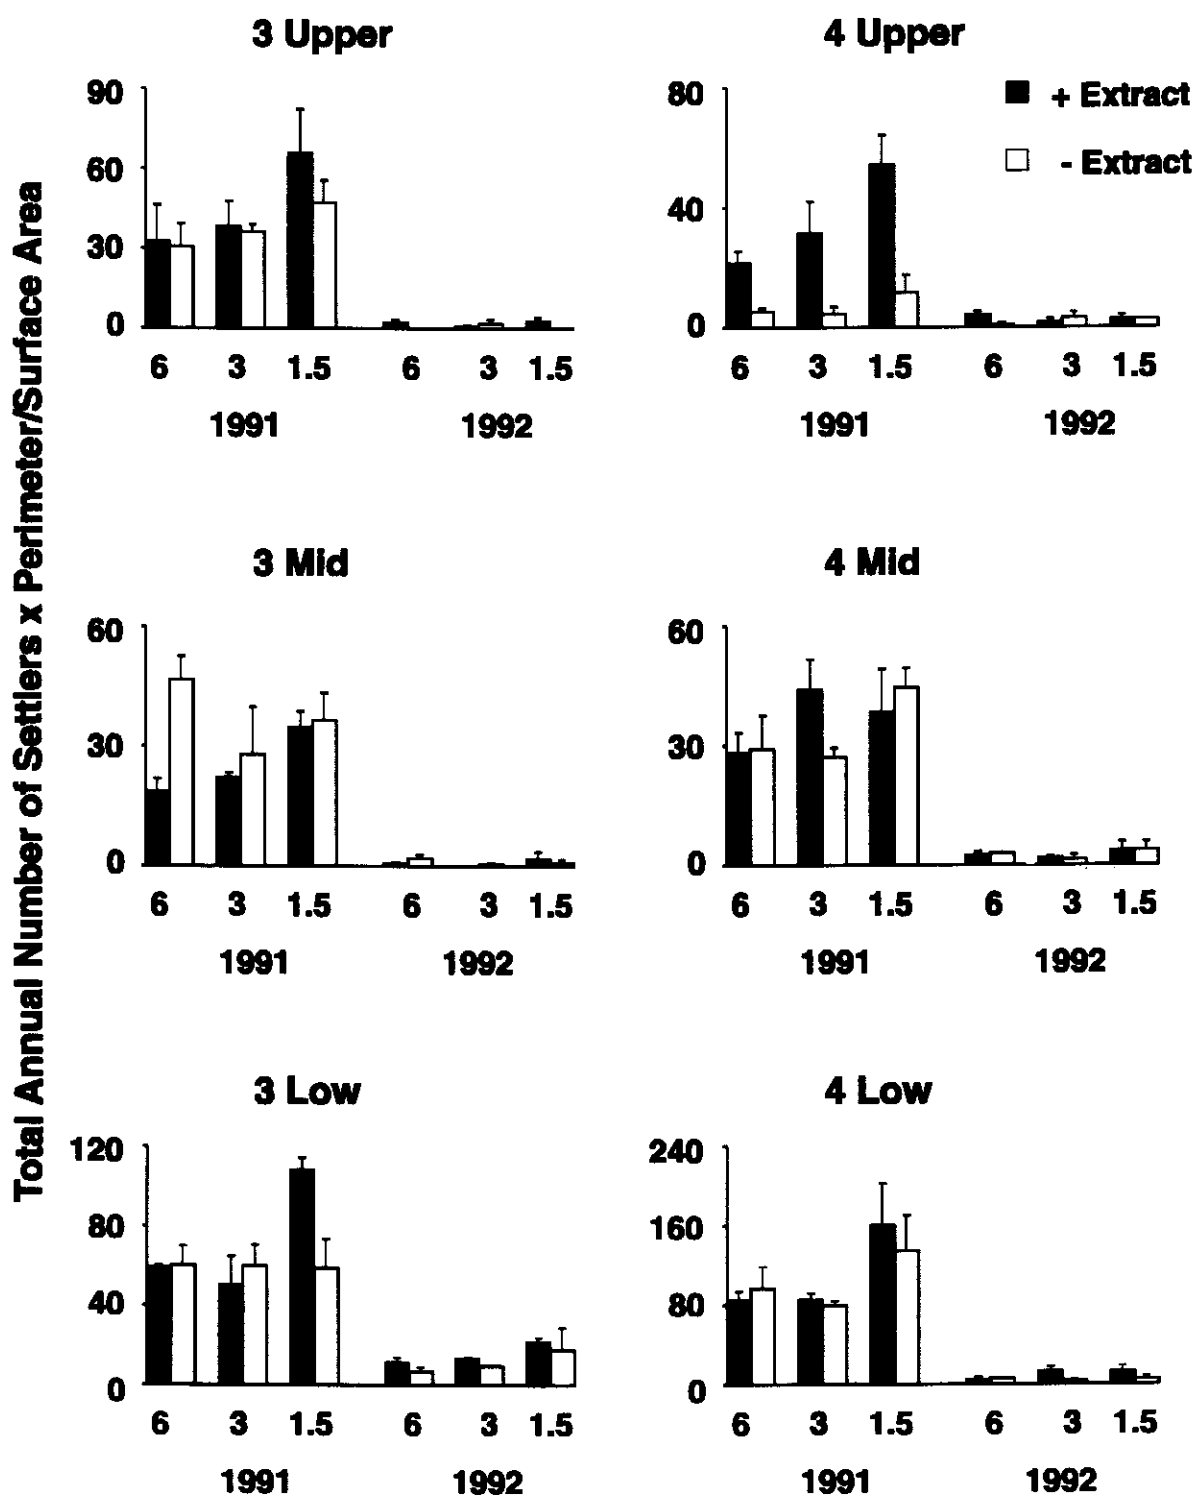 3 Upper
4 Upper
+ Extract
- Extract
Total Annual Number of Settlers x Perimeter/Surface Area
90
60
30
0
6 3 1.5 6 3 1.5
1991 1992
80
40
0
6 3 1.5 6 3 1.5
1991 1992
3 Mid
4 Mid
60
30
0
6 3 1.5 6 3 1.5
1991 1992
60
30
0
6 3 1.5 6 3 1.5
1991 1992
3 Low
4 Low
120
80
40
0
6 3 1.5 6 3 1.5
1991 1992
240
160
80
0
6 3 1.5 6 3 1.5
1991 1992